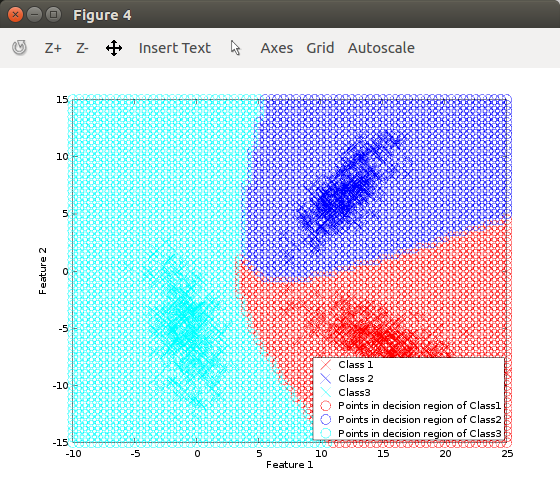 Figure 4
Z+ Z- Insert Text Axes Grid Autoscale
15
10
5
0
-5
-10
-15
Feature 2
Class 1
Class 2
Class3
Points in decision region of Class1
Points in decision region of Class2
Points in decision region of Class3
-10 -5 0 5 10 15 20 25
Feature 1